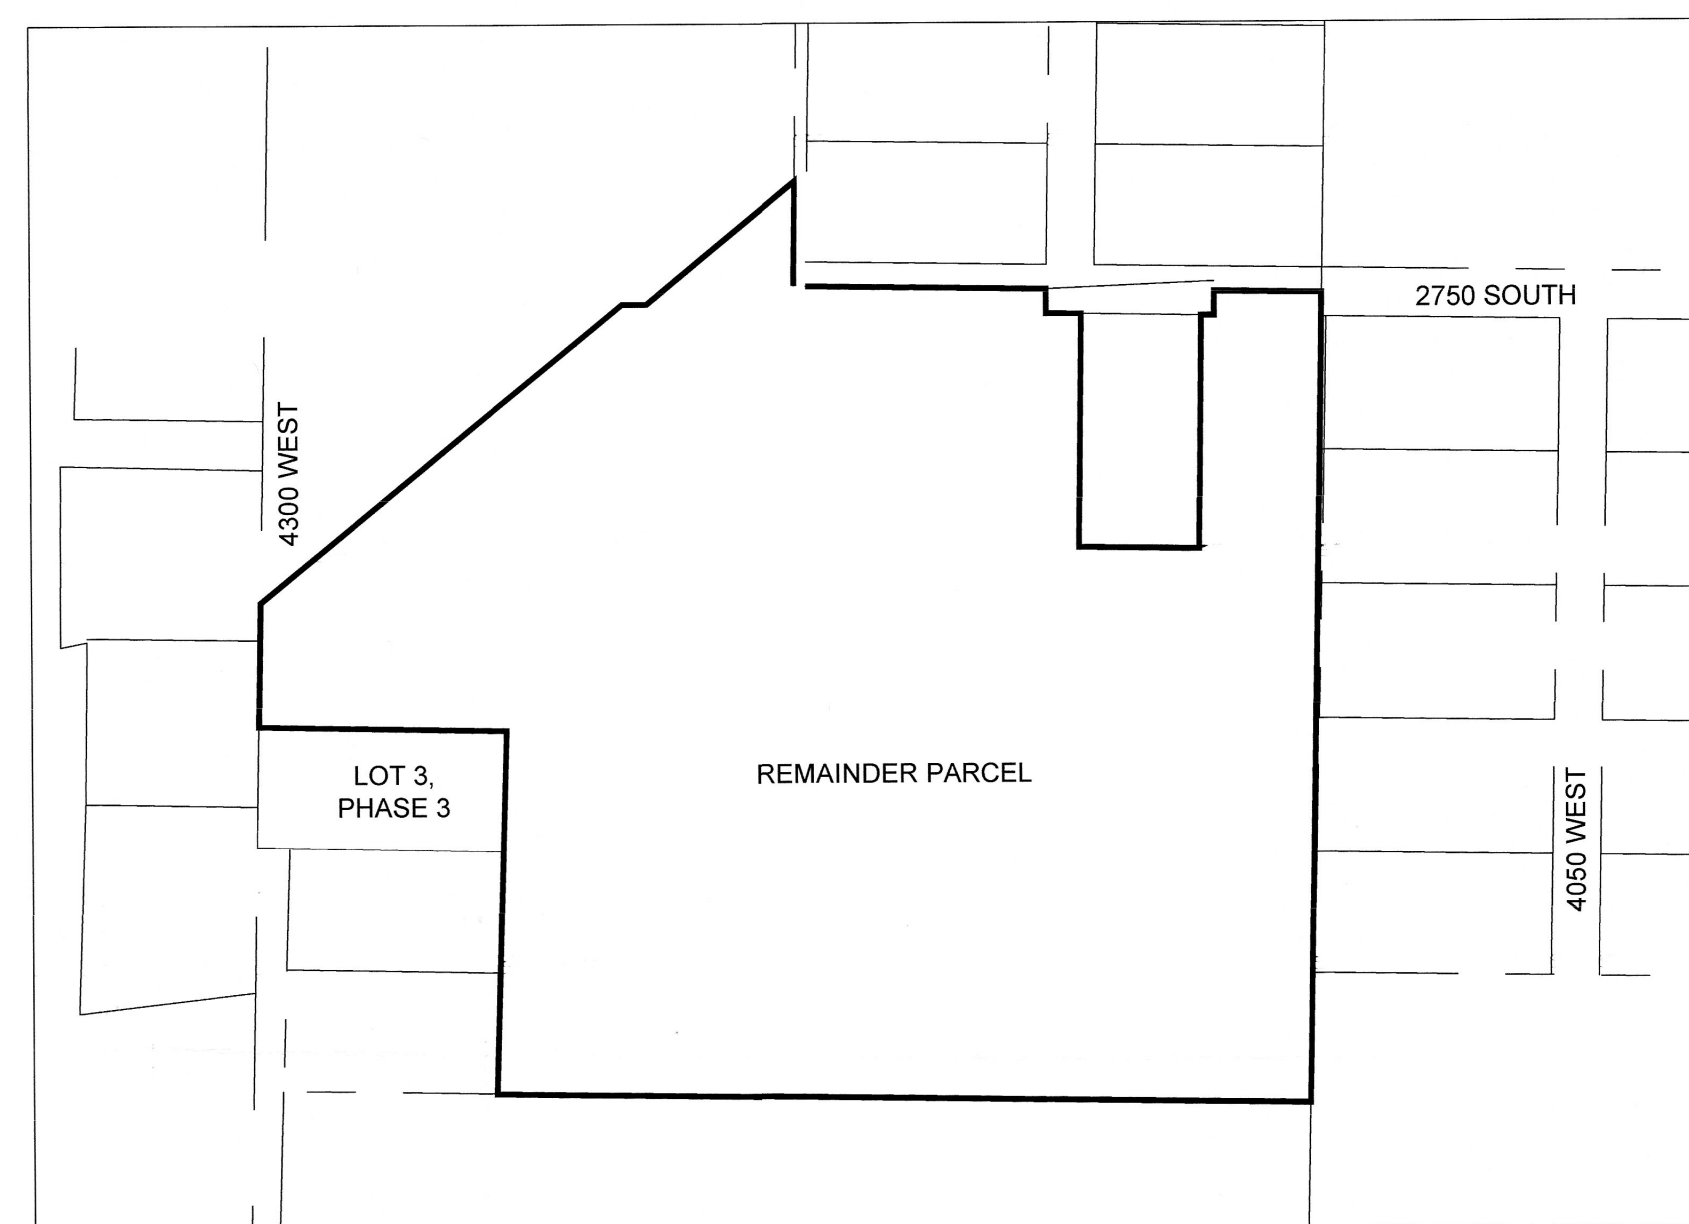 2750 SOUTH
4300 WEST
LOT 3,
PHASE 3
REMAINDER PARCEL
4050 WEST